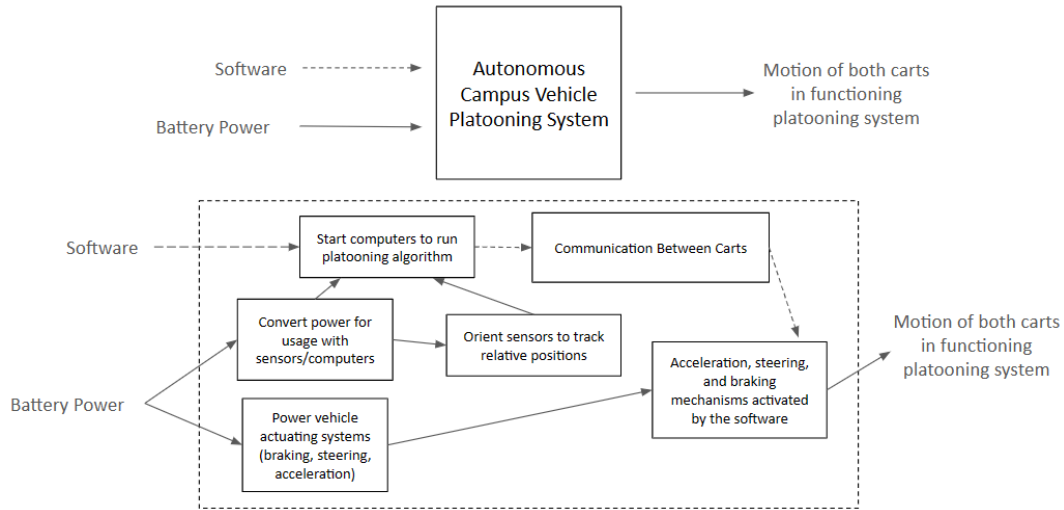 Software
Battery Power
Autonomous
Campus Vehicle
Platooning System
Motion of both carts
in functioning
platooning system
Software
Start computers to run
platooning algorithm
Communication Between Carts
Convert power for
usage with
sensors/computers
Orient sensors to track
relative positions
Battery Power
Power vehicle
actuating systems
(braking, steering,
acceleration)
Acceleration, steering,
and braking
mechanisms activated
by the software
Motion of both carts
in functioning
platooning system